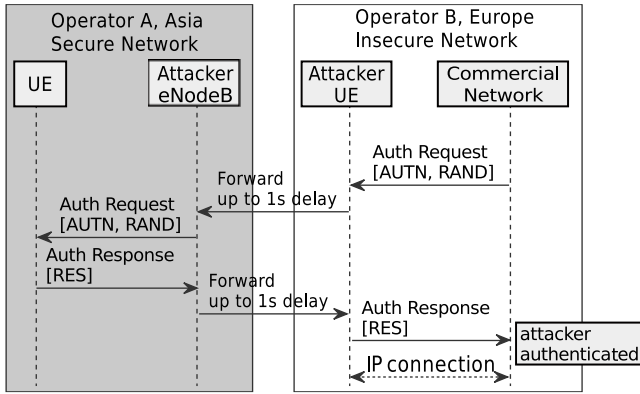 Operator A, Asia
Secure Network
Operator B, Europe
Insecure Network
UE
Attacker
eNodeB
Attacker
UE
Commercial
Network
Auth Request
[AUTN, RAND]
Forward
up to 1s delay
Auth Request
[AUTN, RAND]
Auth Response
[RES]
Forward
up to 1s delay
Auth Response
[RES]
attacker
authenticated
IP connection